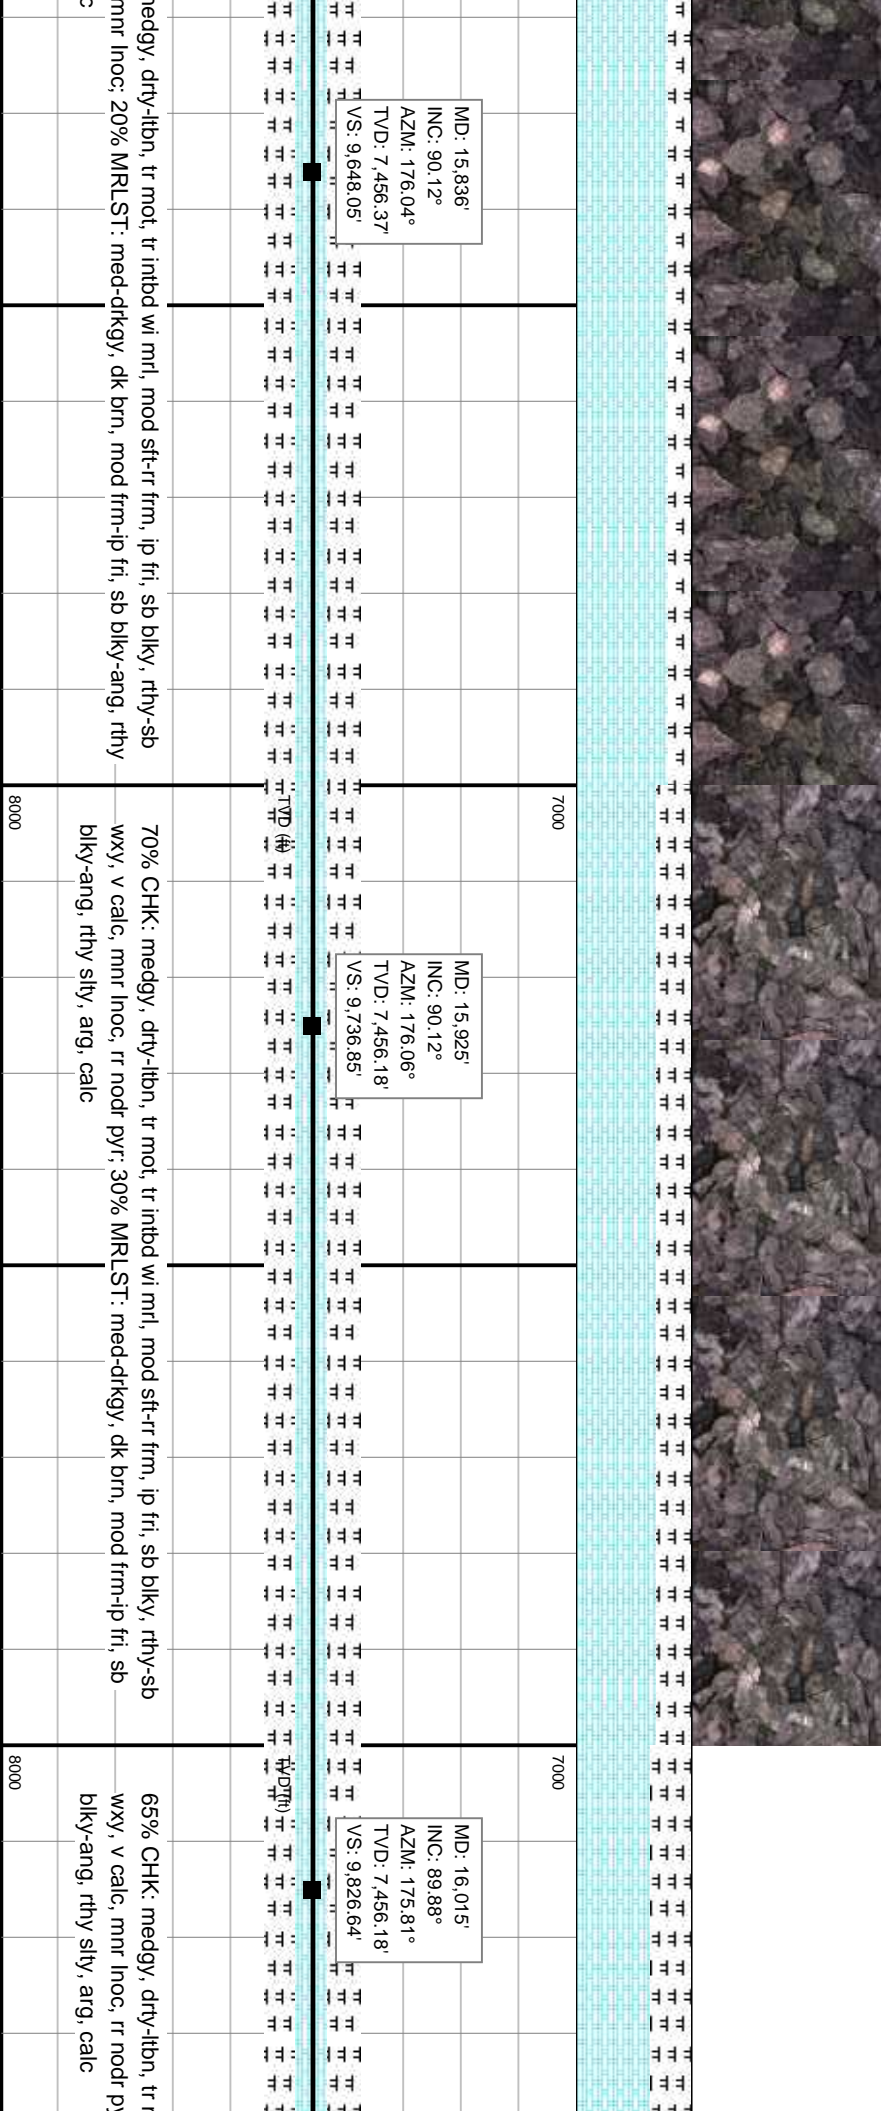 medgy, drty-ltbn, tr mot, tr intbd wi mrl, mod sft-rr frm, ip fri, sb blky, rthy-sb
mnr Inoc; 20% MRLST: med-drkgy, dk brn, mod frm-ip fri, sb blky-ang, rthy
c
MD: 15,836'
INC: 90.12°
AZM: 176.04°
TVD: 7,456.37'
VS: 9,648.05'
7000
TVD (ft)
8000
70% CHK: medgy, drty-ltbn, tr mot, tr intbd wi mrl, mod sft-rr frm, ip fri, sb blky, rthy-sb
wxy, v calc, mnr Inoc, rr nodr pyr; 30% MRLST: med-drkgy, dk brn, mod frm-ip fri, sb
blky-ang, rthy slty, arg, calc
MD: 15,925'
INC: 90.12°
AZM: 176.06°
TVD: 7,456.18'
VS: 9,736.85'
7000
TVD (ft)
8000
65% CHK: medgy, drty-ltbn, tr
wxy, v calc, mnr Inoc, rr nodr
blky-ang, rthy slty, arg, calc
MD: 16,015'
INC: 89.88°
AZM: 175.81°
TVD: 7,456.18'
VS: 9,826.64'